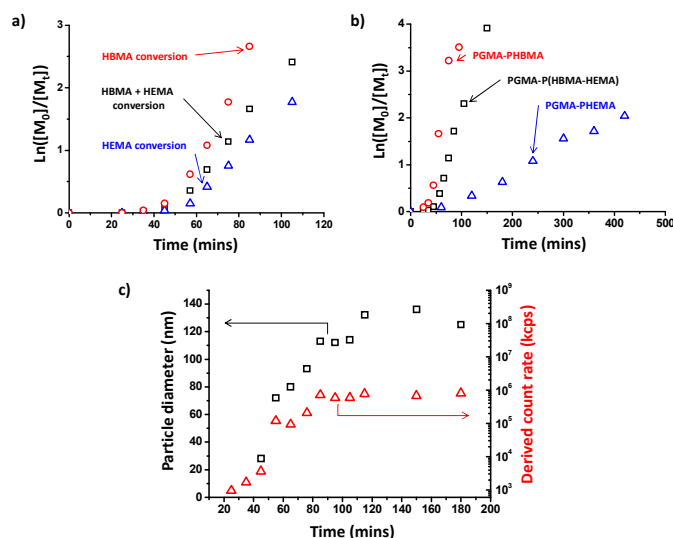 a)
Ln([M₀]/[Mₜ])
3
2
1
0
HBMA conversion
HBMA + HEMA
conversion
HEMA conversion
0 20 40 60 80 100 120
Time (mins)
b)
Ln([M₀]/[Mₜ])
4
3
2
1
0
PGMA-PHBMA
PGMA-P(HBMA-HEMA)
PGMA-PHEMA
0 100 200 300 400 500
Time (mins)
c)
Particle diameter (nm)
140
120
100
80
60
40
20
0
10⁹
10⁸
10⁷
10⁶
10⁵
10⁴
10³
Derived count rate (kcps)
20 40 60 80 100 120 140 160 180 200
Time (mins)